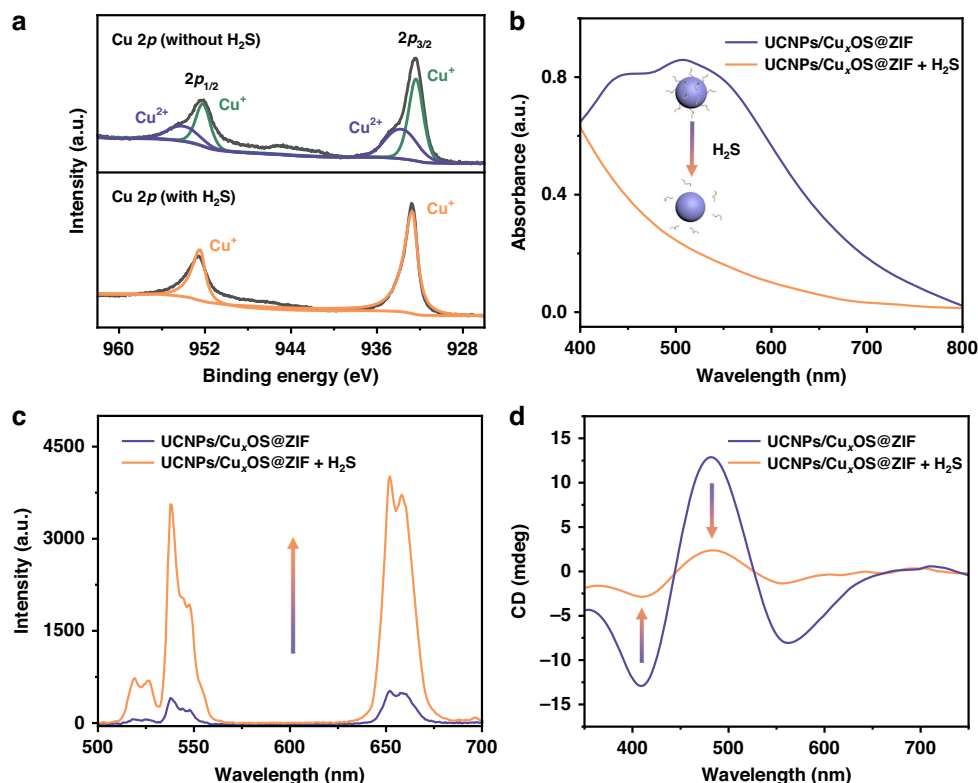 a
Cu 2p (without H₂S)
2p₃/₂
2p₁/₂
Cu⁺
Cu²⁺
Cu⁺
Cu²⁺
Cu⁺
Cu 2p (with H₂S)
Cu⁺
Cu⁺
Intensity (a.u.)
960 952 944 936 928
Binding energy (eV)
b
UCNPs/CuₓOS@ZIF
UCNPs/CuₓOS@ZIF + H₂S
H₂S
Absorbance (a.u.)
0.8
0.4
0.0
400 500 600 700 800
Wavelength (nm)
c
UCNPs/CuₓOS@ZIF
UCNPs/CuₓOS@ZIF + H₂S
Intensity (a.u.)
4500
3000
1500
0
500 550 600 650 700
Wavelength (nm)
d
UCNPs/CuₓOS@ZIF
UCNPs/CuₓOS@ZIF + H₂S
CD (mdeg)
15
10
5
0
−5
−10
−15
400 500 600 700
Wavelength (nm)